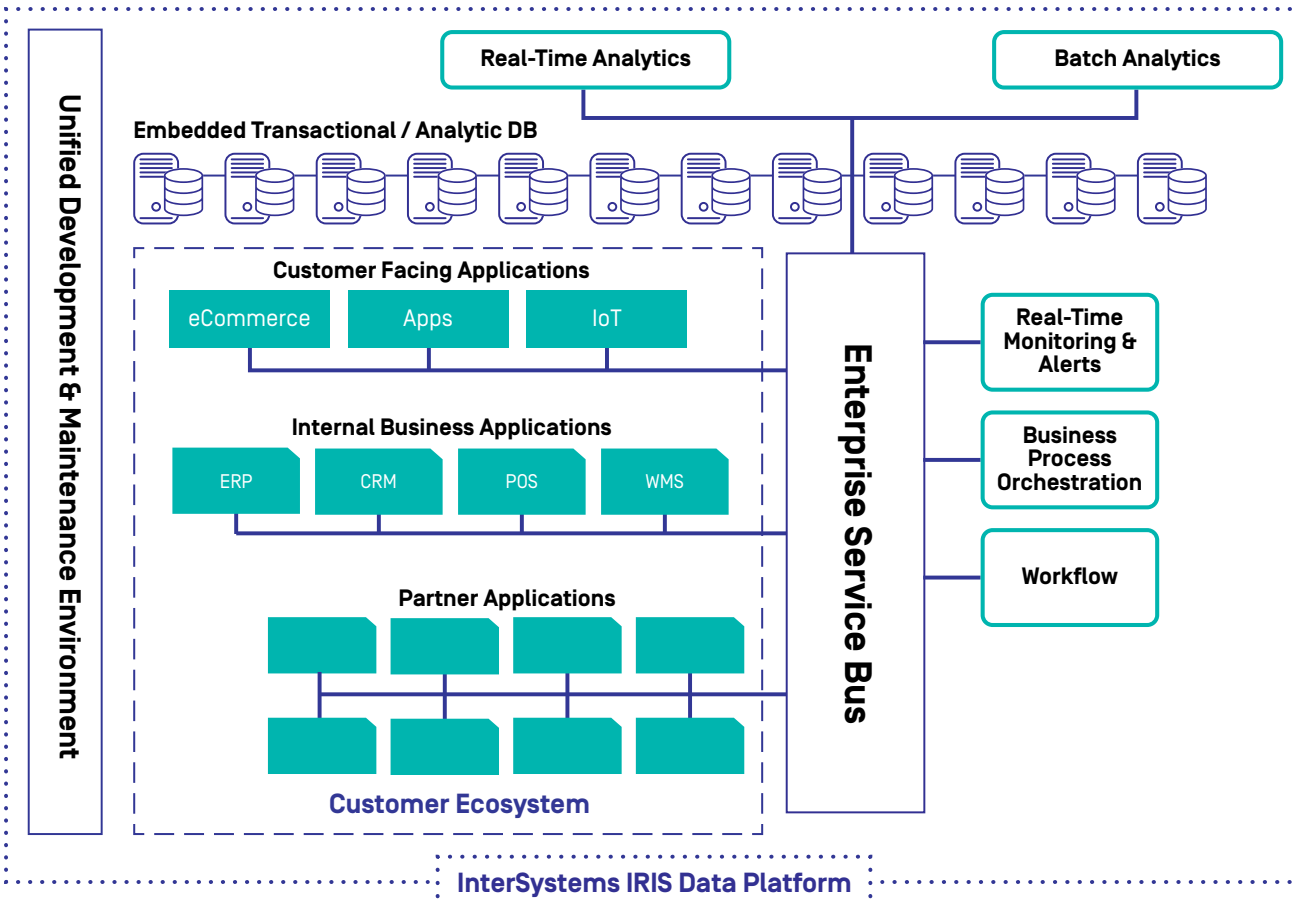 Unified Development & Maintenance Environment
Real-Time Analytics
Batch Analytics
Embedded Transactional / Analytic DB
Customer Facing Applications
eCommerce
Apps
IoT
Internal Business Applications
ERP
CRM
POS
WMS
Partner Applications
Customer Ecosystem
Enterprise Service Bus
Real-Time
Monitoring &
Alerts
Business
Process
Orchestration
Workflow
InterSystems IRIS Data Platform